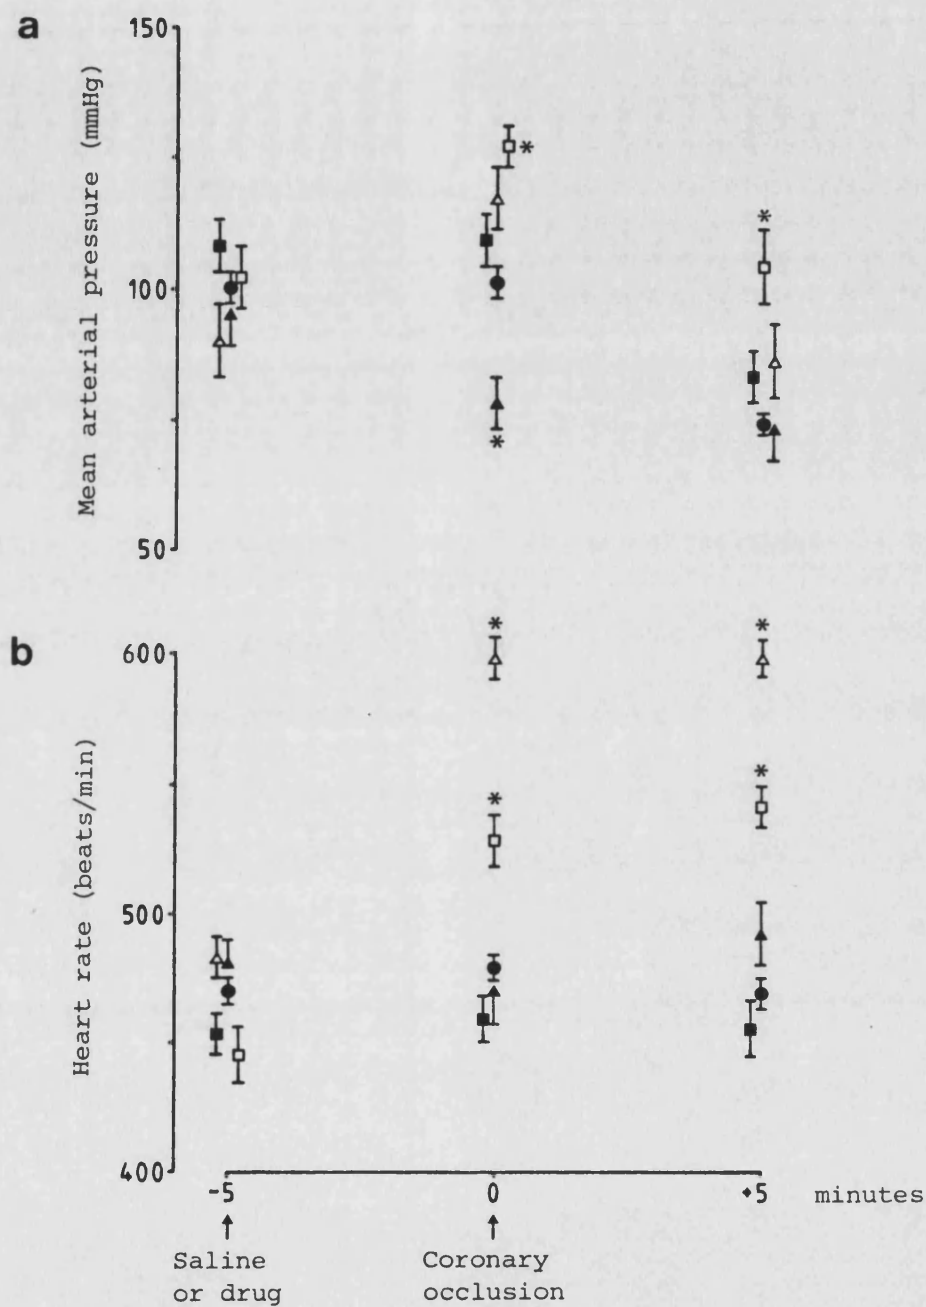 a
150
100
50
Mean arterial pressure (mmHg)
*
*
*
b
600
500
400
Heart rate (beats/min)
*
*
*
*
-5
0
+5
minutes
Saline
or drug
Coronary
occlusion